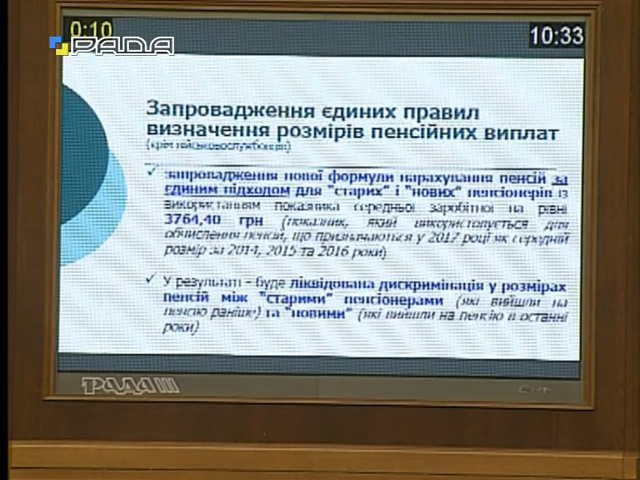 0:10
РАДА
10:33
Запровадження єдиних правил
визначення розмірів пенсійних виплат
(крім військовослужбовців)
✓ запровадження нової формули нарахування пенсій за
єдиним підходом для "старих" і "нових" пенсіонерів із
використанням показника середньої заробітної на рівні
3764,40 грн (показник, який використовується для
обчислення пенсій, що призначаються у 2017 році як середній
розмір за 2014, 2015 та 2016 роки)
✓ У результаті - буде ліквідована дискримінація у розмірах
пенсій між "старими" пенсіонерами (які вийшли на
пенсію раніше) та "новими" (які вийшли на пенсію в останні
роки)
РАДА